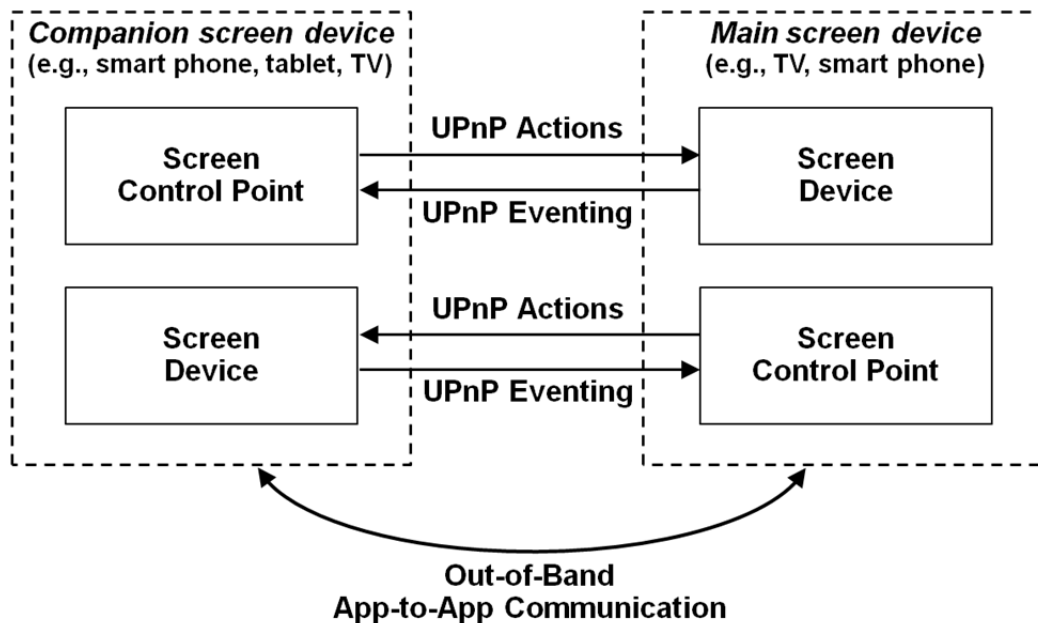 Companion screen device
(e.g., smart phone, tablet, TV)
Main screen device
(e.g., TV, smart phone)
Screen
Control Point
UPnP Actions
UPnP Eventing
Screen
Device
Screen
Device
UPnP Actions
UPnP Eventing
Screen
Control Point
Out-of-Band
App-to-App Communication